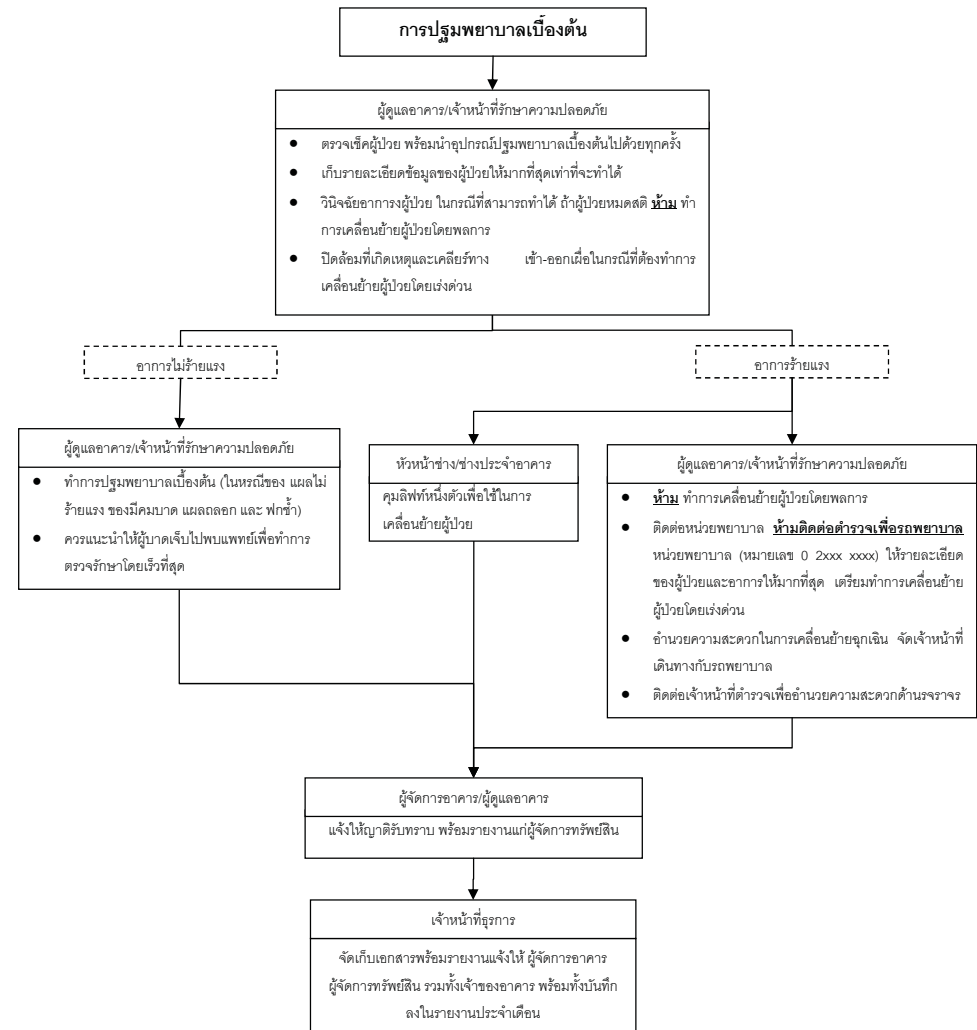 การปฐมพยาบาลเบื้องต้น
ผู้ดูแลอาคาร/เจ้าหน้าที่รักษาความปลอดภัย
● ตรวจเช็คผู้ป่วย พร้อมนำอุปกรณ์ปฐมพยาบาลเบื้องต้นไปด้วยทุกครั้ง
● เก็บรายละเอียดข้อมูลของผู้ป่วยให้มากที่สุดเท่าที่จะทำได้
● วินิจฉัยอาการงผู้ป่วย ในกรณีที่สามารถทำได้ ถ้าผู้ป่วยหมดสติ ห้าม ทำ
การเคลื่อนย้ายผู้ป่วยโดยพลการ
● ปิดล้อมที่เกิดเหตุและเคลียร์ทาง เข้า-ออกเผื่อในกรณีที่ต้องทำการ
เคลื่อนย้ายผู้ป่วยโดยเร่งด่วน
อาการไม่ร้ายแรง
อาการร้ายแรง
ผู้ดูแลอาคาร/เจ้าหน้าที่รักษาความปลอดภัย
● ทำการปฐมพยาบาลเบื้องต้น (ในหรณีของ แผลไม่
ร้ายแรง ของมีคมบาด แผลถลอก และ ฟกช้ำ)
● ควรแนะนำให้ผู้บาดเจ็บไปพบแพทย์เพื่อทำการ
ตรวจรักษาโดยเร็วที่สุด
หัวหน้าช่าง/ช่างประจำอาคาร
คุมลิฟท์หนึ่งตัวเพื่อใช้ในการ
เคลื่อนย้ายผู้ป่วย
ผู้ดูแลอาคาร/เจ้าหน้าที่รักษาความปลอดภัย
● ห้าม ทำการเคลื่อนย้ายผู้ป่วยโดยพลการ
● ติดต่อหน่วยพยาบาล ห้ามติดต่อตำรวจเพื่อรถพยาบาล
หน่วยพยาบาล (หมายเลข 0 2xxx xxxx) ให้รายละเอียด
ของผู้ป่วยและอาการให้มากที่สุด เตรียมทำการเคลื่อนย้าย
ผู้ป่วยโดยเร่งด่วน
● อำนวยความสะดวกในการเคลื่อนย้ายฉุกเฉิน จัดเจ้าหน้าที่
เดินทางกับรถพยาบาล
● ติดต่อเจ้าหน้าที่ตำรวจเพื่ออำนวยความสะดวกด้านรจราจร
ผู้จัดการอาคาร/ผู้ดูแลอาคาร
แจ้งให้ญาติรับทราบ พร้อมรายงานแก่ผู้จัดการทรัพย์สิน
เจ้าหน้าที่ธุรการ
จัดเก็บเอกสารพร้อมรายงานแจ้งให้ ผู้จัดการอาคาร
ผู้จัดการทรัพย์สิน รวมทั้งเจ้าของอาคาร พร้อมทั้งบันทึก
ลงในรายงานประจำเดือน